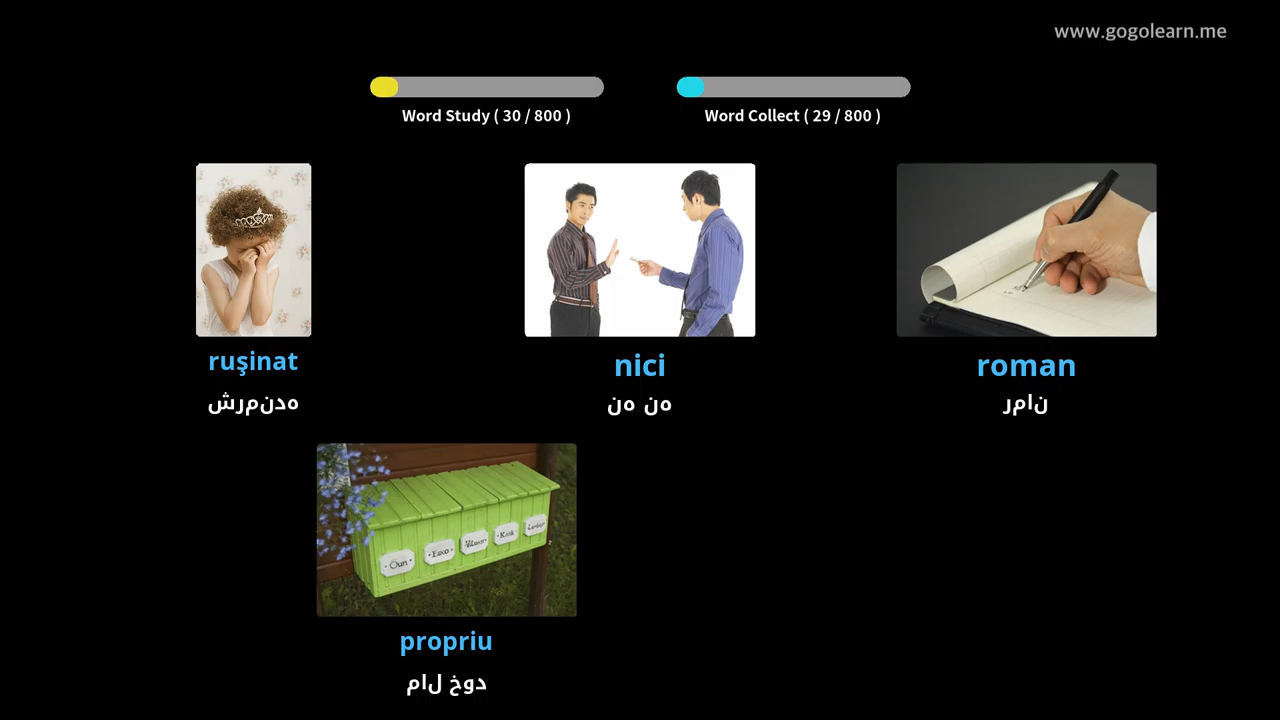 www.gogolearn.me
Word Study ( 30 / 800 )
Word Collect ( 29 / 800 )
ruşinat
هدنمرش
nici
هن هن
roman
نامر
Õun
propriu
دوخ لام